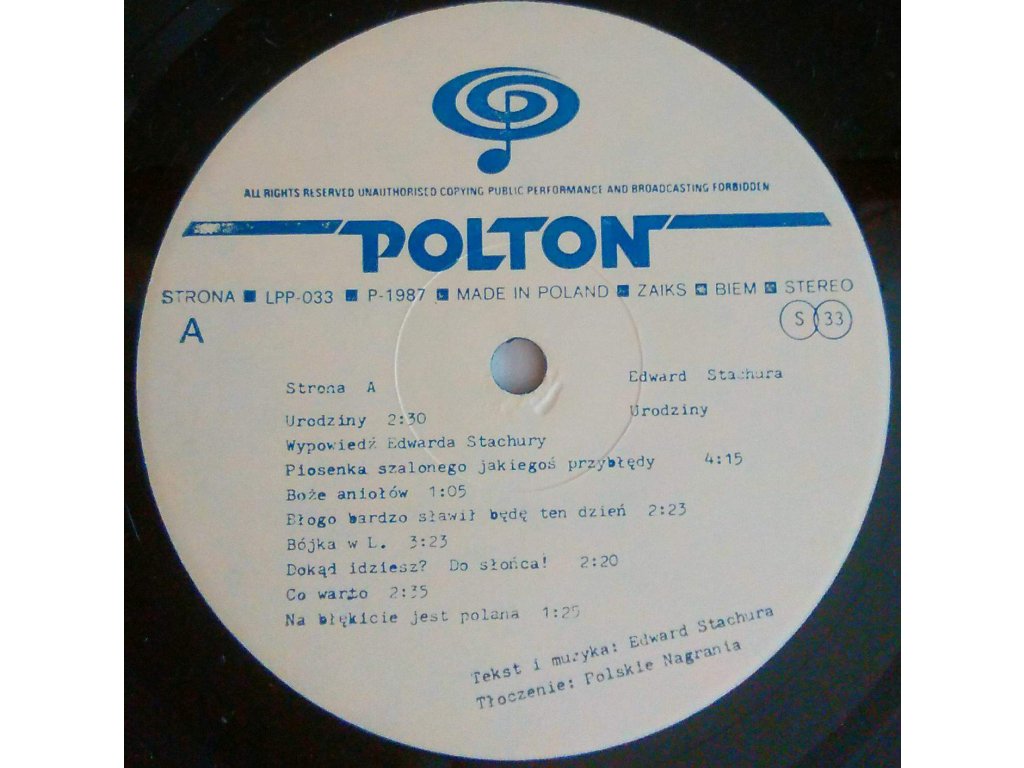 ALL RIGHTS RESERVED UNAUTHORISED COPYING PUBLIC PERFORMANCE AND BROADCASTING FORBIDDEN
POLTON
STRONA ■ LPP-033 ■ P-1987 ■ MADE IN POLAND ■ ZAIKS ■ BIEM ■ STEREO
A
S 33
Edward Stachura
Urodziny
Strona A
Urodziny 2:30
Wypowiedź Edwarda Stachury
Piosenka szalonego jakiegoś przybłędy 4:15
Boże aniołów 1:05
Błogo bardzo sławił będę ten dzień 2:23
Bójka w L. 3:23
Dokąd idziesz? Do słońca! 2:20
Co warto 2:35
Na błękicie jest polana 1:25
Tekst i muzyka: Edward Stachura
Tłoczenie: Polskie Nagrania